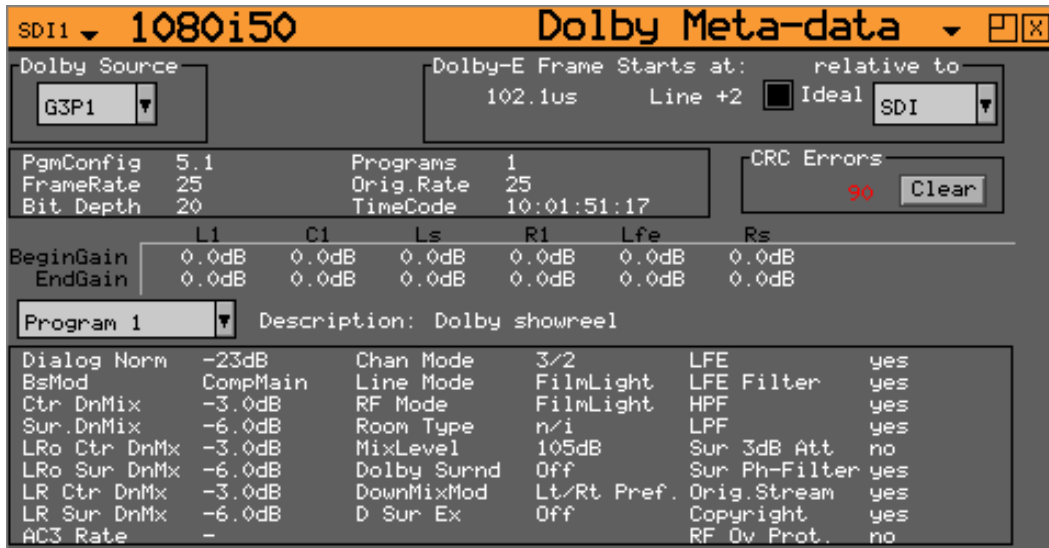 SDI1 1080i50 Dolby Meta-data
Dolby Source Dolby-E Frame Starts at: relative to
G3P1 102.1us Line +2 Ideal SDI
PgmConfig 5.1 Programs 1 CRC Errors
FrameRate 25 Orig.Rate 25 90 Clear
Bit Depth 20 TimeCode 10:01:51:17
L1 C1 Ls R1 Lfe Rs
BeginGain 0.0dB 0.0dB 0.0dB 0.0dB 0.0dB 0.0dB
EndGain 0.0dB 0.0dB 0.0dB 0.0dB 0.0dB 0.0dB
Program 1 Description: Dolby showreel
Dialog Norm -23dB Chan Mode 3/2 LFE yes
BsMod CompMain Line Mode FilmLight LFE Filter yes
Ctr DnMix -3.0dB RF Mode FilmLight HPF yes
Sur.DnMix -6.0dB Room Type n/i LPF yes
LRo Ctr DnMx -3.0dB MixLevel 105dB Sur 3dB Att no
LRo Sur DnMx -6.0dB Dolby Surnd Off Sur Ph-Filter yes
LR Ctr DnMx -3.0dB DownMixMod Lt/Rt Pref. Orig.Stream yes
LR Sur DnMx -6.0dB D Sur Ex Off Copyright yes
AC3 Rate - RF Ov Prot. no